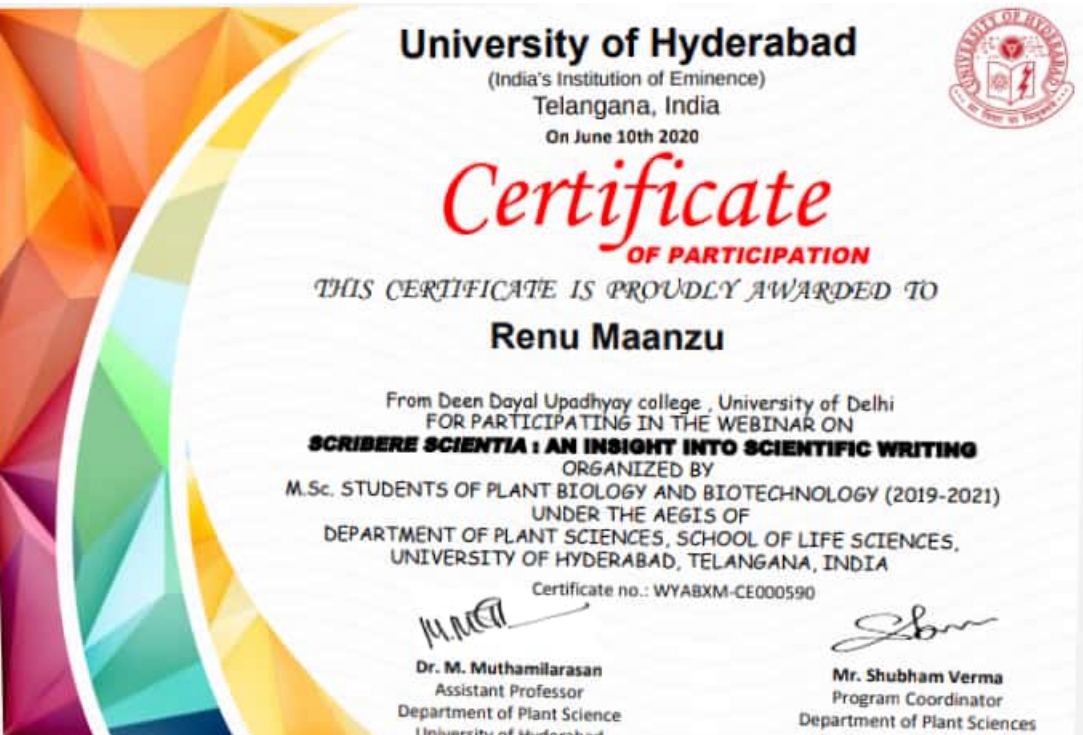 University of Hyderabad
(India's Institution of Eminence)
Telangana, India
On June 10th 2020
UNIVERSITY OF HYDERABAD
Certificate
OF PARTICIPATION
THIS CERTIFICATE IS PROUDLY AWARDED TO
Renu Maanzu
From Deen Dayal Upadhyay college , University of Delhi
FOR PARTICIPATING IN THE WEBINAR ON
SCRIBERE SCIENTIA : AN INSIGHT INTO SCIENTIFIC WRITING
ORGANIZED BY
M.Sc. STUDENTS OF PLANT BIOLOGY AND BIOTECHNOLOGY (2019-2021)
UNDER THE AEGIS OF
DEPARTMENT OF PLANT SCIENCES, SCHOOL OF LIFE SCIENCES,
UNIVERSITY OF HYDERABAD, TELANGANA, INDIA
Certificate no.: WYABXM-CE000590
Dr. M. Muthamilarasan
Assistant Professor
Department of Plant Science
University of Hyderabad
Mr. Shubham Verma
Program Coordinator
Department of Plant Sciences